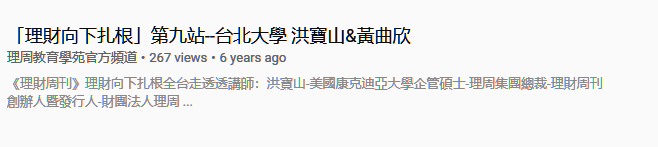 「理財向下扎根」第九站--台北大學 洪寶山&黃曲欣
理周教育學苑官方頻道 • 267 views • 6 years ago
《理財周刊》理財向下扎根全台走透透講師：洪寶山-美國康克迪亞大學企管碩士-理周集團總裁-理財周刊
創辦人暨發行人-財團法人理周 ...